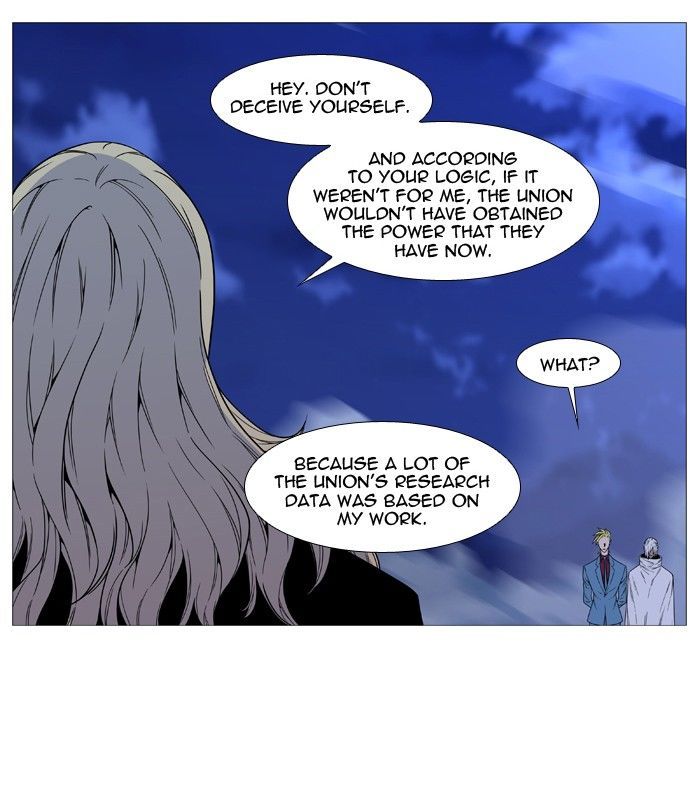 HEY. DON'T
DECEIVE YOURSELF.
AND ACCORDING
TO YOUR LOGIC, IF IT
WEREN'T FOR ME, THE UNION
WOULDN'T HAVE OBTAINED
THE POWER THAT THEY
HAVE NOW.
WHAT?
BECAUSE A LOT OF
THE UNION'S RESEARCH
DATA WAS BASED ON
MY WORK.